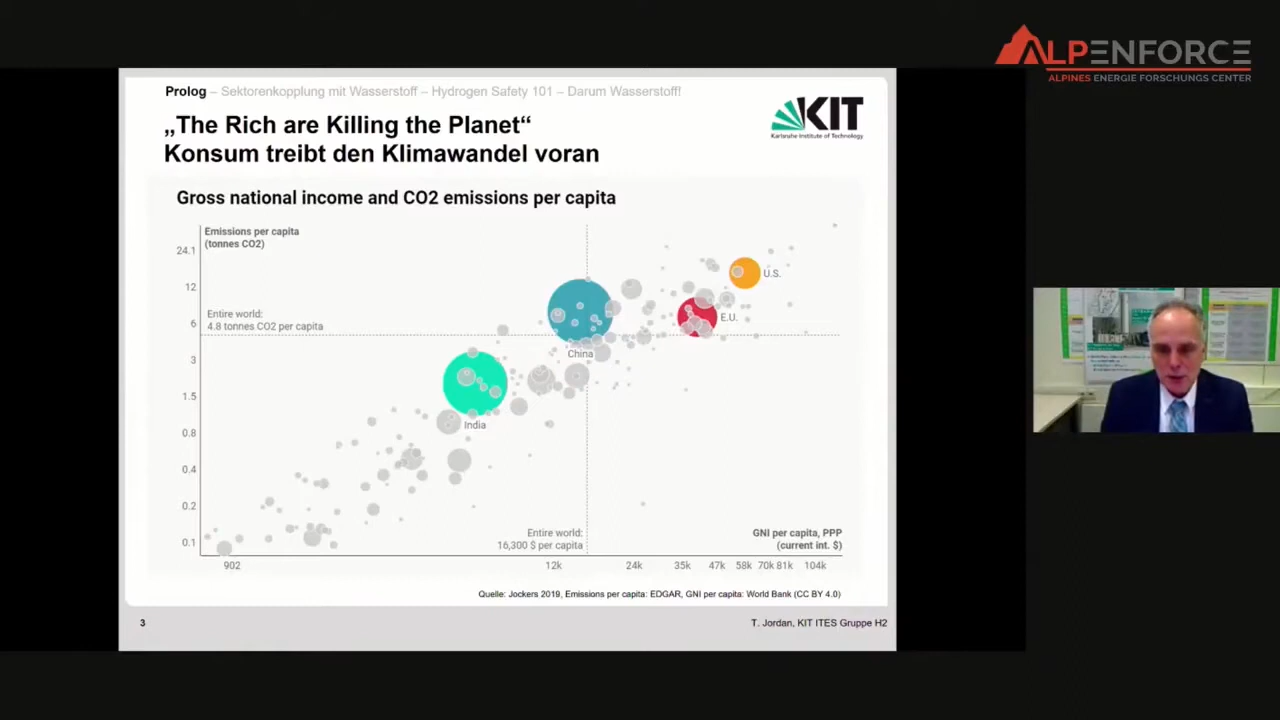 ALPENFORCE
ALPINES ENERGIE FORSCHUNGS CENTER
Prolog – Sektorenkopplung mit Wasserstoff – Hydrogen Safety 101 – Darum Wasserstoff!
„The Rich are Killing the Planet“
Konsum treibt den Klimawandel voran
KIT
Karlsruhe Institute of Technology
Gross national income and CO2 emissions per capita
Emissions per capita
(tonnes CO2)
24.1
12
6
3
1.5
0.8
0.4
0.2
0.1
Entire world:
4.8 tonnes CO2 per capita
U.S.
E.U.
China
India
Entire world:
16,300 $ per capita
GNI per capita, PPP
(current int. $)
902 12k 24k 35k 47k 58k 70k 81k 104k
Quelle: Jockers 2019, Emissions per capita: EDGAR, GNI per capita: World Bank (CC BY 4.0)
3
T. Jordan, KIT ITES Gruppe H2